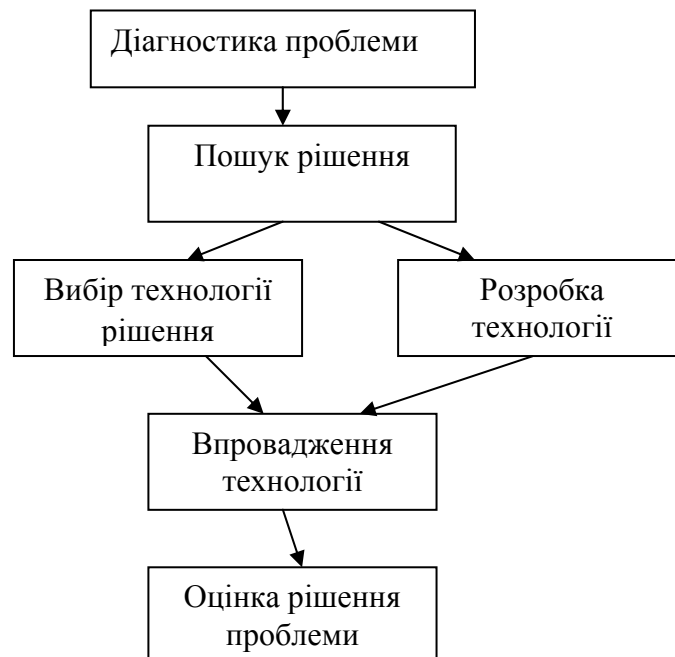 Діагностика проблеми
Пошук рішення
Вибір технології
рішення
Розробка
технології
Впровадження
технології
Оцінка рішення
проблеми